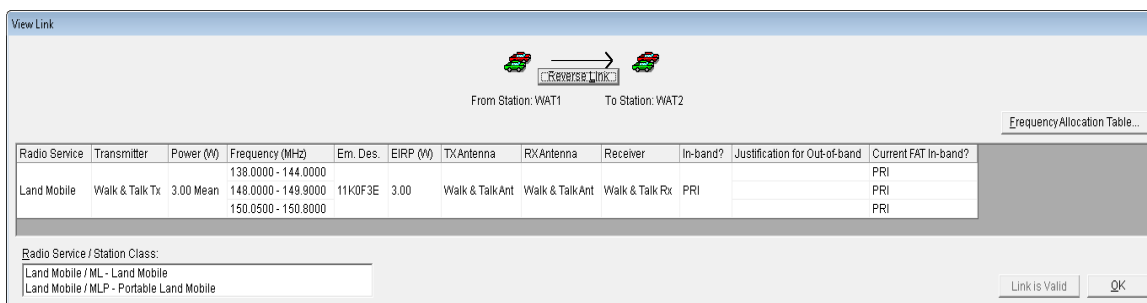 View Link
Reverse Link
From Station: WAT1 To Station: WAT2
Frequency Allocation Table...
Radio Service Transmitter Power (W) Frequency (MHz) Em. Des. EIRP (W) TX Antenna RX Antenna Receiver In-band? Justification for Out-of-band Current FAT In-band?
138.0000 - 144.0000 PRI
Land Mobile Walk & Talk Tx 3.00 Mean 148.0000 - 149.9000 11K0F3E 3.00 Walk & Talk Ant Walk & Talk Ant Walk & Talk Rx PRI PRI
150.0500 - 150.8000 PRI
Radio Service / Station Class:
Land Mobile / ML - Land Mobile
Land Mobile / MLP - Portable Land Mobile
Link is Valid OK